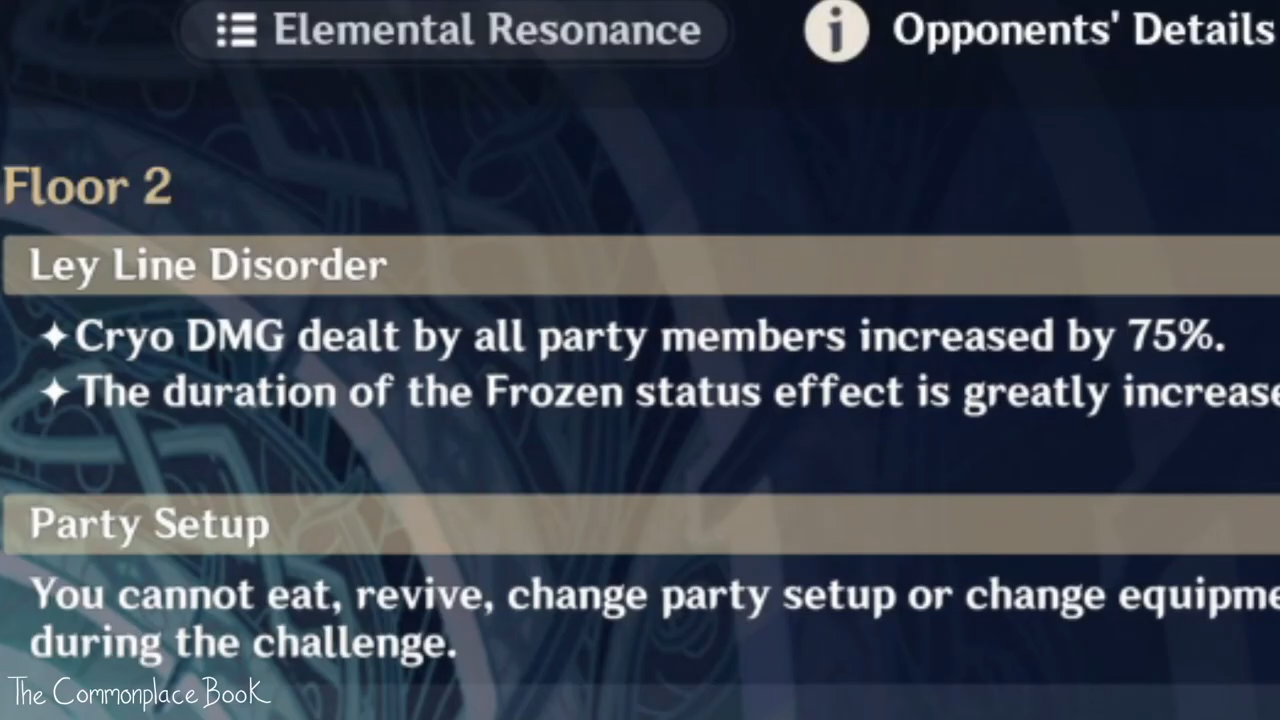 Elemental Resonance
Opponents' Details
Floor 2
Ley Line Disorder
✦Cryo DMG dealt by all party members increased by 75%.
✦The duration of the Frozen status effect is greatly increase
Party Setup
You cannot eat, revive, change party setup or change equipme
during the challenge.
The Commonplace Book